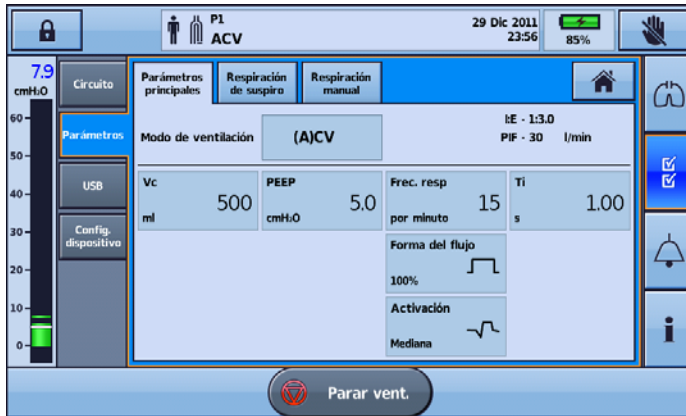 P1
ACV
29 Dic 2011
23:56
85%
7.9
cmH2O
60
50
40
30
20
10
0
Circuito
Parámetros
USB
Config.
dispositivo
Parámetros
principales
Respiración
de suspiro
Respiración
manual
Modo de ventilación
(A)CV
I:E - 1:3.0
PIF - 30 l/min
Vc
500
ml
PEEP
5.0
cmH2O
Frec. resp
15
por minuto
Ti
1.00
s
Forma del flujo
100%
Activación
Mediana
i
Parar vent.